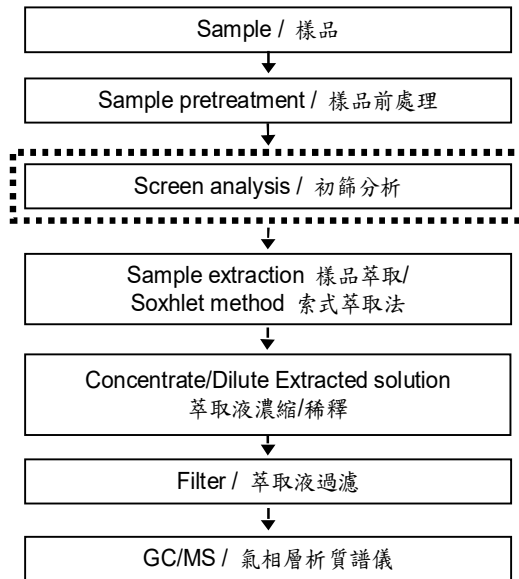 Sample / 樣品
Sample pretreatment / 樣品前處理
Screen analysis / 初篩分析
Sample extraction 樣品萃取/
Soxhlet method 索式萃取法
Concentrate/Dilute Extracted solution
萃取液濃縮/稀釋
Filter / 萃取液過濾
GC/MS / 氣相層析質譜儀